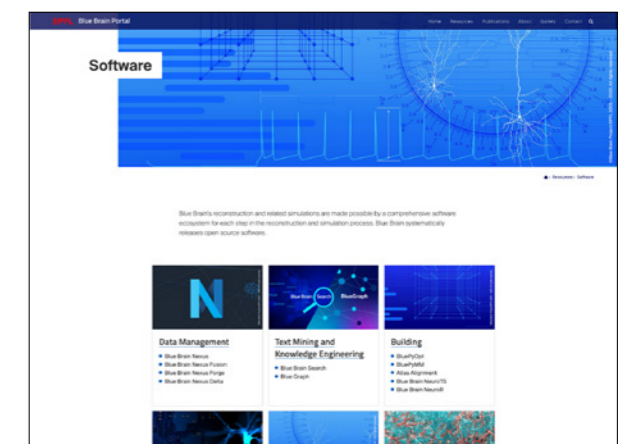 EPFL Blue Brain Portal Home Resources Publications About Gallery Contact
Software
Resources › Software
Blue Brain's reconstruction and related simulations are made possible by a comprehensive software
ecosystem for each step in the reconstruction and simulation process. Blue Brain systematically
releases open source software.
N
Blue Brain Search BlueGraph
Data Management
Blue Brain Nexus
Blue Brain Nexus Fusion
Blue Brain Nexus Forge
Blue Brain Nexus Delta
Text Mining and
Knowledge Engineering
Blue Brain Search
Blue Graph
Building
BluePyOpt
BluePyMM
Atlas Alignment
Blue Brain NeuroTS
Blue Brain NeuroR